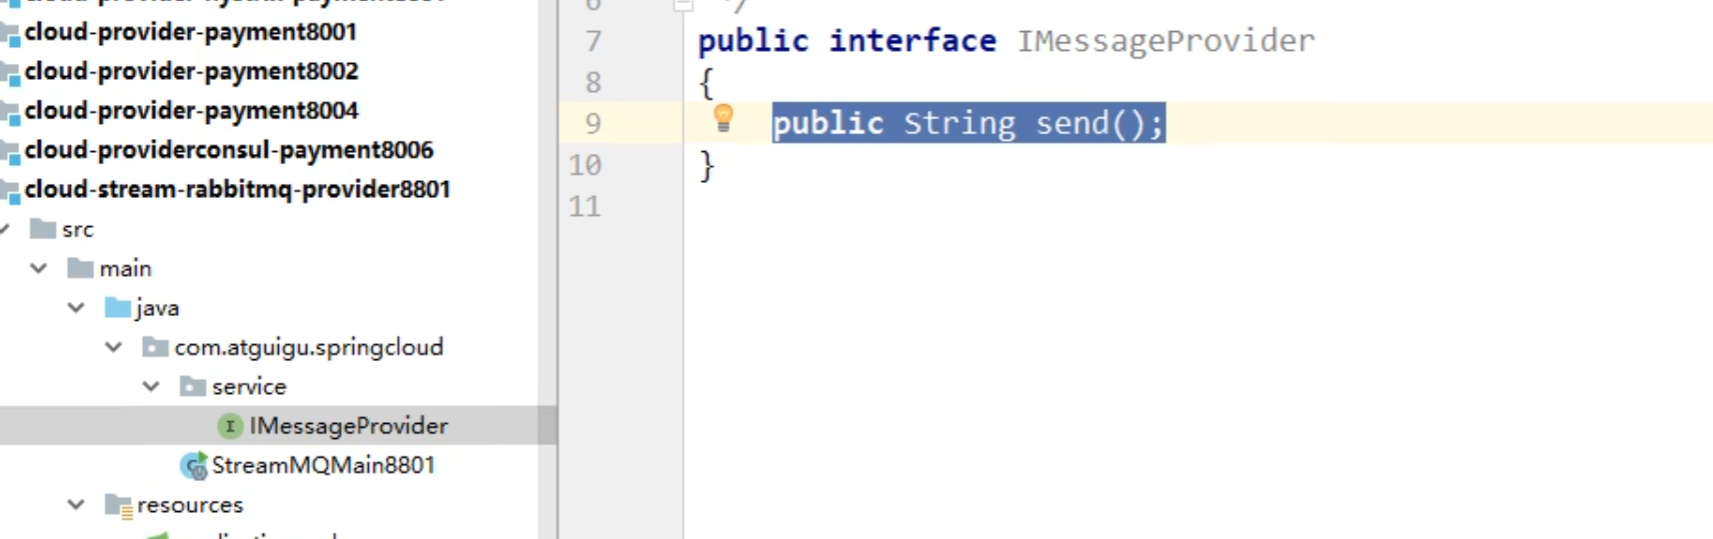 cloud-provider-payment8001
cloud-provider-payment8002
cloud-provider-payment8004
cloud-providerconsul-payment8006
cloud-stream-rabbitmq-provider8801
src
main
java
com.atguigu.springcloud
service
IMessageProvider
StreamMQMain8801
resources
6 */
7 public interface IMessageProvider
8 {
9 public String send();
10 }
11